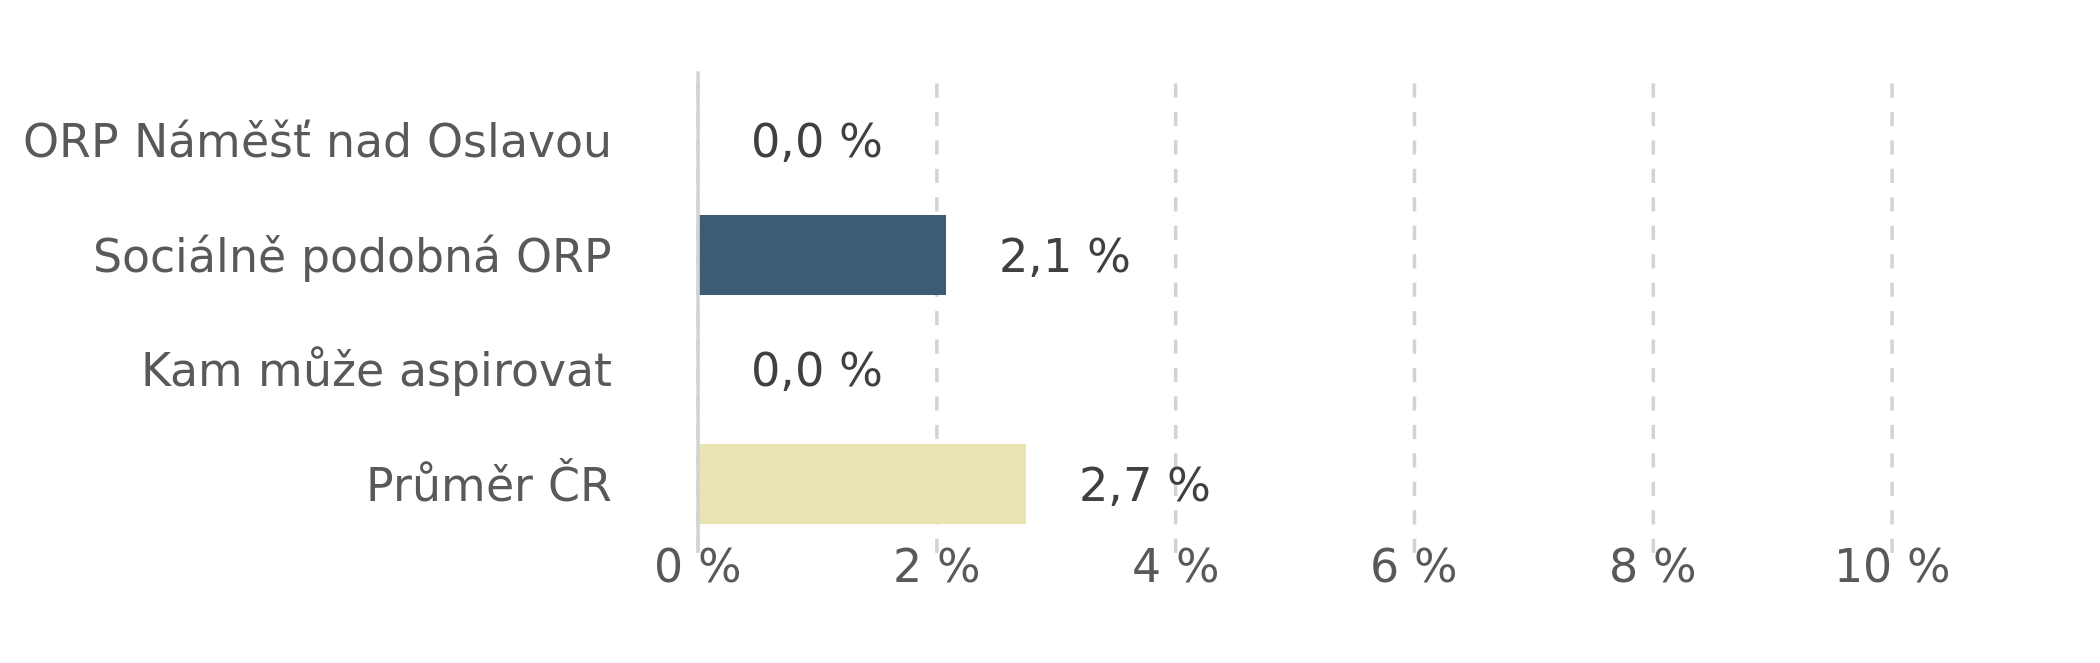 ORP Náměšť nad Oslavou
0,0 %
Sociálně podobná ORP
2,1 %
Kam může aspirovat
0,0 %
Průměr ČR
2,7 %
0 %
2 %
4 %
6 %
8 %
10 %